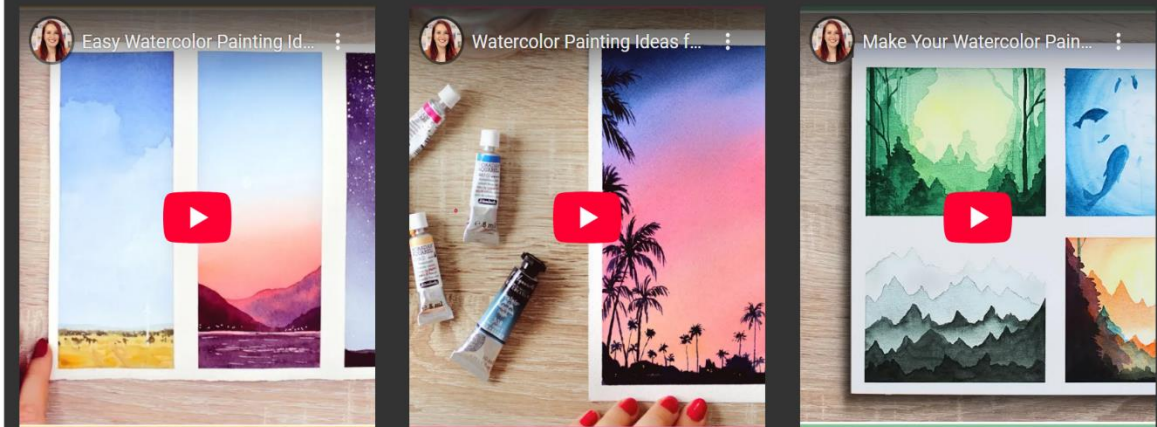 Easy Watercolor Painting Id...
Watercolor Painting Ideas f...
Make Your Watercolor Pain...